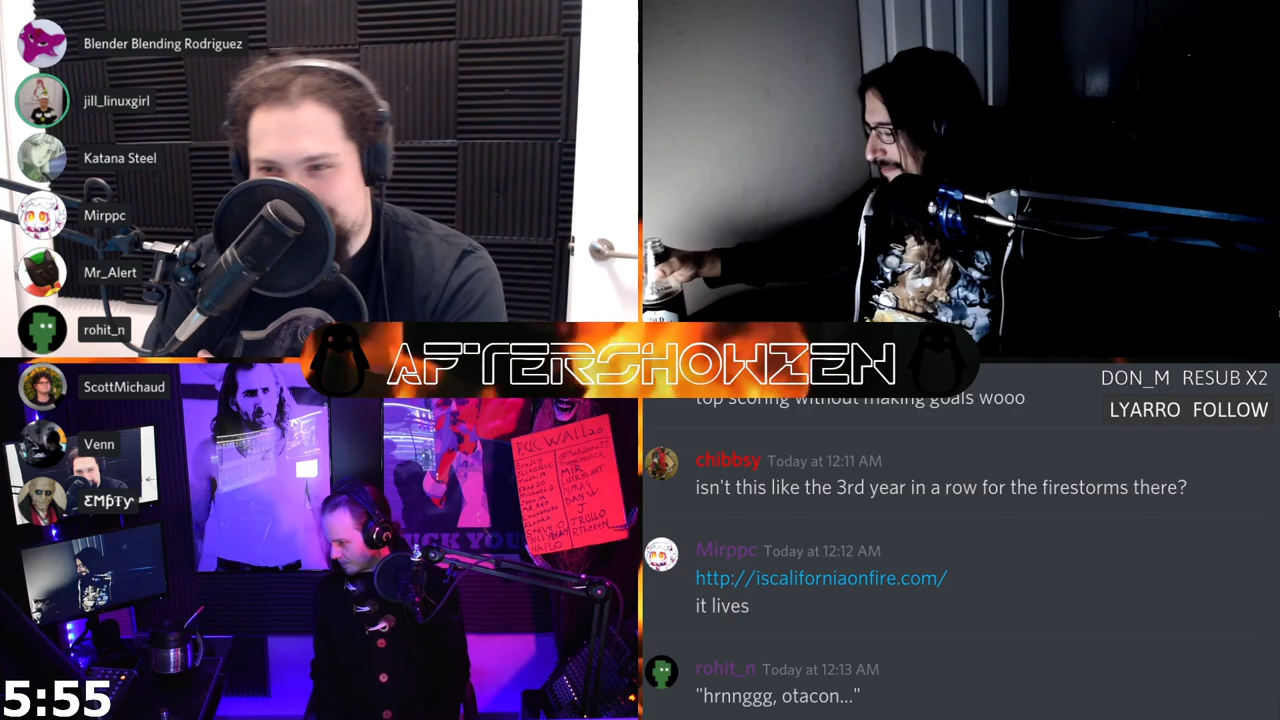 Blender Blending Rodriguez
jill_linuxgirl
Katana Steel
Mirppc
Mr_Alert
rohit_n
AFTERSHOWZEN
ScottMichaud
Venn
ƐMþTƔ
5:55
DON_M RESUB X2
LYARRO FOLLOW
top scoring without making goals wooo
chibbsy Today at 12:11 AM
isn't this like the 3rd year in a row for the firestorms there?
Mirppc Today at 12:12 AM
http://iscaliforniaonfire.com/
it lives
rohit_n Today at 12:13 AM
"hrnnggg, otacon..."